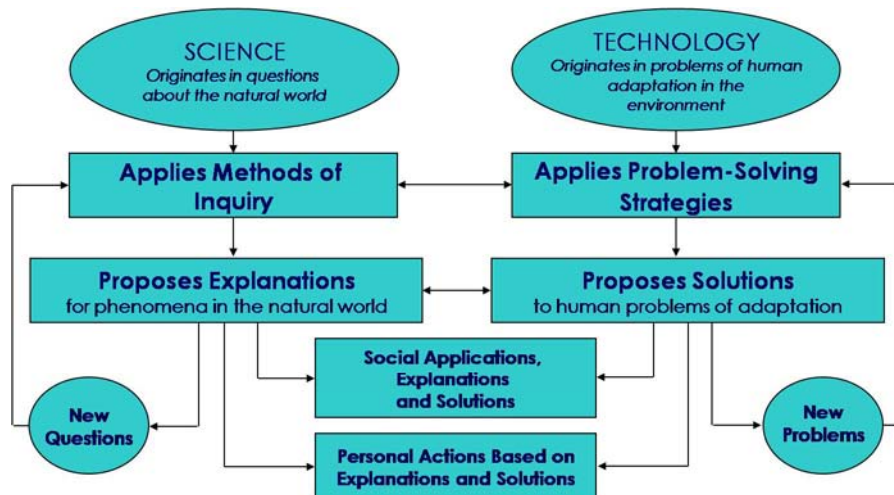 SCIENCE
Originates in questions
about the natural world
TECHNOLOGY
Originates in problems of human
adaptation in the
environment
Applies Methods of
Inquiry
Applies Problem-Solving
Strategies
Proposes Explanations
for phenomena in the natural world
Proposes Solutions
to human problems of adaptation
Social Applications,
Explanations
and Solutions
New
Questions
New
Problems
Personal Actions Based on
Explanations and Solutions